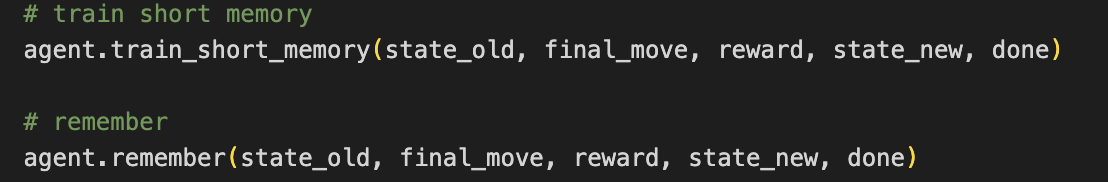 # train short memory
agent.train_short_memory(state_old, final_move, reward, state_new, done)
# remember
agent.remember(state_old, final_move, reward, state_new, done)